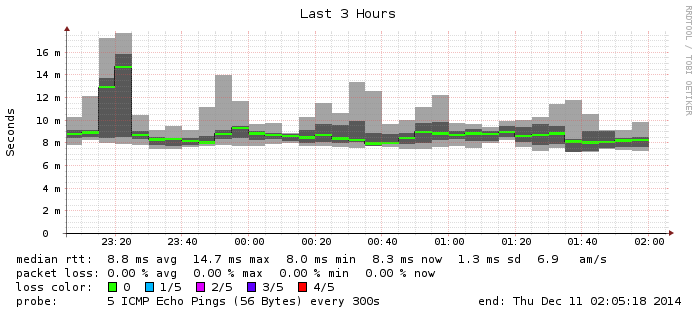 Last 3 Hours
RRDTOOL / TOBI OETIKER
Seconds
16 m
14 m
12 m
10 m
8 m
6 m
4 m
2 m
0
23:20 23:40 00:00 00:20 00:40 01:00 01:20 01:40 02:00
median rtt: 8.8 ms avg 14.7 ms max 8.0 ms min 8.3 ms now 1.3 ms sd 6.9 am/s
packet loss: 0.00 % avg 0.00 % max 0.00 % min 0.00 % now
loss color: 0 1/5 2/5 3/5 4/5
probe: 5 ICMP Echo Pings (56 Bytes) every 300s end: Thu Dec 11 02:05:18 2014